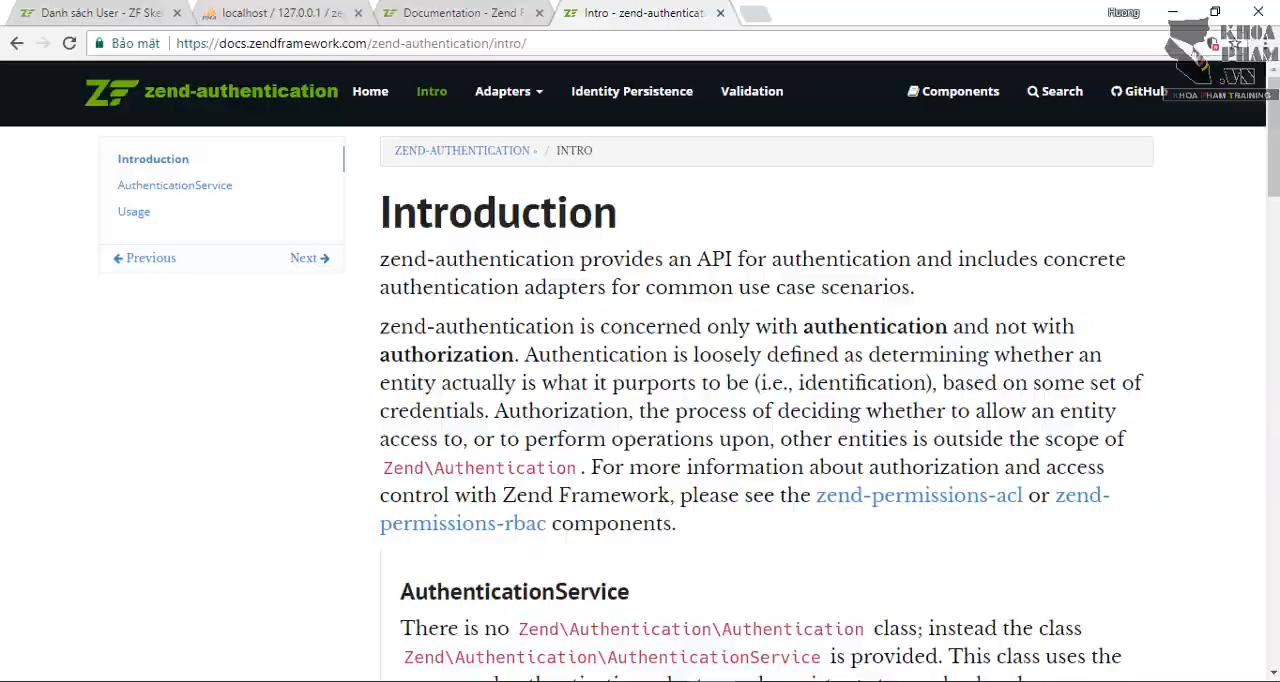 Danh sách User - ZF Ske
localhost / 127.0.0.1 / ze
Documentation - Zend F
Intro - zend-authenticat
Huong
Bảo mật
https://docs.zendframework.com/zend-authentication/intro/
KHOA
PHAM
.VN
KHOA PHAM TRAINING
ZF zend-authentication
Home
Intro
Adapters
Identity Persistence
Validation
Components
Search
GitHub
Introduction
AuthenticationService
Usage
Previous
Next
ZEND-AUTHENTICATION » / INTRO
Introduction
zend-authentication provides an API for authentication and includes concrete
authentication adapters for common use case scenarios.
zend-authentication is concerned only with authentication and not with
authorization. Authentication is loosely defined as determining whether an
entity actually is what it purports to be (i.e., identification), based on some set of
credentials. Authorization, the process of deciding whether to allow an entity
access to, or to perform operations upon, other entities is outside the scope of
Zend\Authentication. For more information about authorization and access
control with Zend Framework, please see the zend-permissions-acl or zend-
permissions-rbac components.
AuthenticationService
There is no Zend\Authentication\Authentication class; instead the class
Zend\Authentication\AuthenticationService is provided. This class uses the